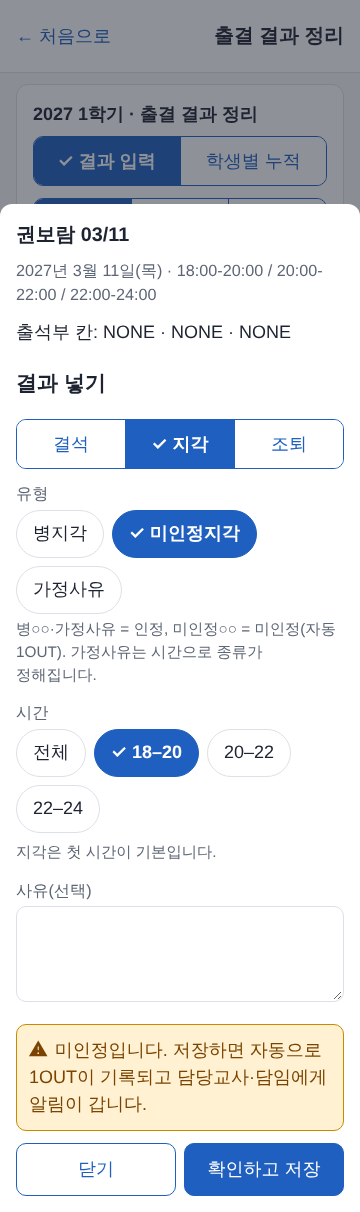 ← 처음으로
출결 결과 정리
2027 1학기 · 출결 결과 정리
✓ 결과 입력
학생별 누적
권보람 03/11
2027년 3월 11일(목) · 18:00-20:00 / 20:00-
22:00 / 22:00-24:00
출석부 칸: NONE · NONE · NONE
결과 넣기
결석
✓ 지각
조퇴
유형
병지각
✓ 미인정지각
가정사유
병○○·가정사유 = 인정, 미인정○○ = 미인정(자동
1OUT). 가정사유는 시간으로 종류가
정해집니다.
시간
전체
✓ 18–20
20–22
22–24
지각은 첫 시간이 기본입니다.
사유(선택)
⚠ 미인정입니다. 저장하면 자동으로
1OUT이 기록되고 담당교사·담임에게
알림이 갑니다.
닫기
확인하고 저장